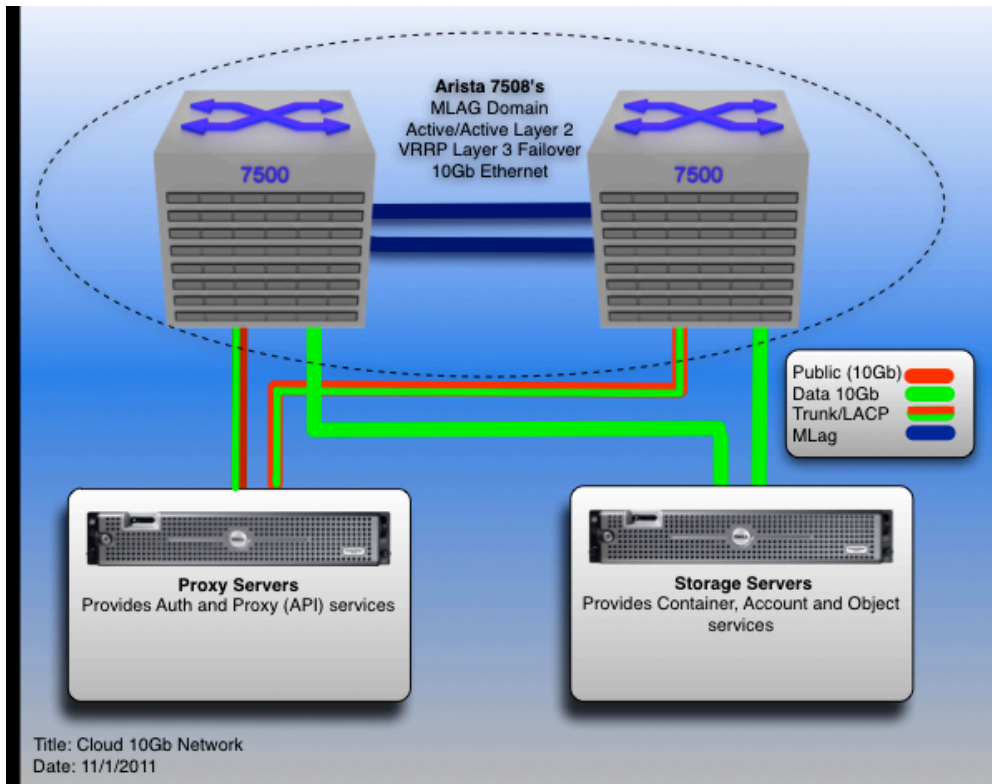 Arista 7508's
MLAG Domain
Active/Active Layer 2
VRRP Layer 3 Failover
10Gb Ethernet
7500
7500
Public (10Gb)
Data 10Gb
Trunk/LACP
MLag
DELL
DELL
Proxy Servers
Provides Auth and Proxy (API) services
Storage Servers
Provides Container, Account and Object
services
Title: Cloud 10Gb Network
Date: 11/1/2011